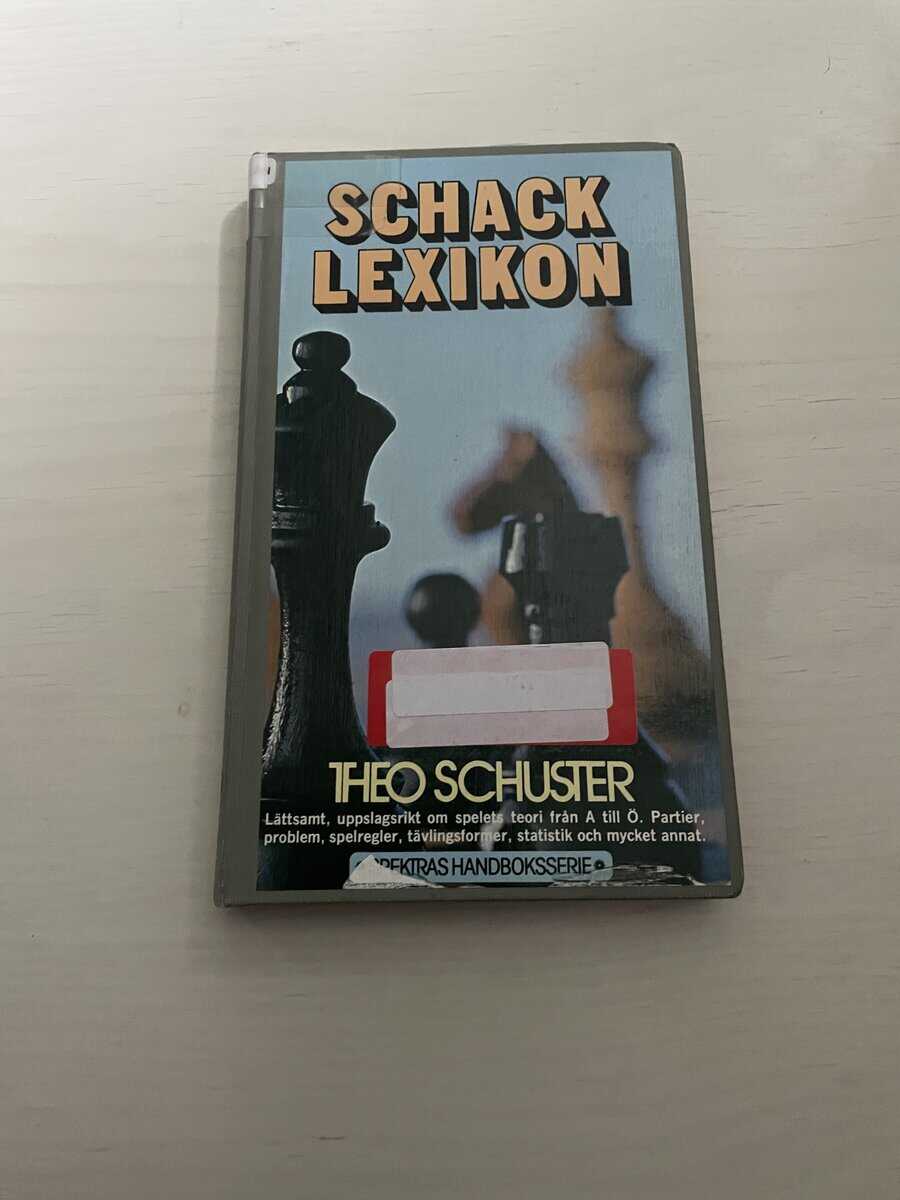 SCHACK
LEXIKON
THEO SCHUSTER
Lättsamt, uppslagsrikt om spelets teori från A till Ö. Partier,
problem, spelregler, tävlingsformer, statistik och mycket annat.
SPEKTRAS HANDBOKSSERIE